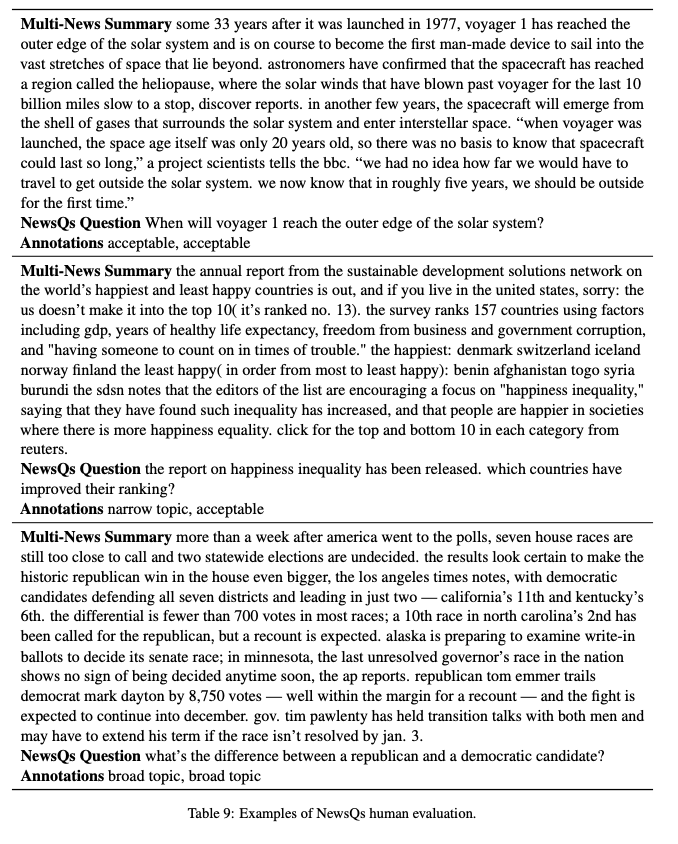 Multi-News Summary some 33 years after it was launched in 1977, voyager 1 has reached the
outer edge of the solar system and is on course to become the first man-made device to sail into the
vast stretches of space that lie beyond. astronomers have confirmed that the spacecraft has reached
a region called the heliopause, where the solar winds that have blown past voyager for the last 10
billion miles slow to a stop, discover reports. in another few years, the spacecraft will emerge from
the shell of gases that surrounds the solar system and enter interstellar space. “when voyager was
launched, the space age itself was only 20 years old, so there was no basis to know that spacecraft
could last so long,” a project scientists tells the bbc. “we had no idea how far we would have to
travel to get outside the solar system. we now know that in roughly five years, we should be outside
for the first time.”
NewsQs Question When will voyager 1 reach the outer edge of the solar system?
Annotations acceptable, acceptable
Multi-News Summary the annual report from the sustainable development solutions network on
the world’s happiest and least happy countries is out, and if you live in the united states, sorry: the
us doesn’t make it into the top 10( it’s ranked no. 13). the survey ranks 157 countries using factors
including gdp, years of healthy life expectancy, freedom from business and government corruption,
and "having someone to count on in times of trouble." the happiest: denmark switzerland iceland
norway finland the least happy( in order from most to least happy): benin afghanistan togo syria
burundi the sdsn notes that the editors of the list are encouraging a focus on "happiness inequality,"
saying that they have found such inequality has increased, and that people are happier in societies
where there is more happiness equality. click for the top and bottom 10 in each category from
reuters.
NewsQs Question the report on happiness inequality has been released. which countries have
improved their ranking?
Annotations narrow topic, acceptable
Multi-News Summary more than a week after america went to the polls, seven house races are
still too close to call and two statewide elections are undecided. the results look certain to make the
historic republican win in the house even bigger, the los angeles times notes, with democratic
candidates defending all seven districts and leading in just two — california’s 11th and kentucky’s
6th. the differential is fewer than 700 votes in most races; a 10th race in north carolina’s 2nd has
been called for the republican, but a recount is expected. alaska is preparing to examine write-in
ballots to decide its senate race; in minnesota, the last unresolved governor’s race in the nation
shows no sign of being decided anytime soon, the ap reports. republican tom emmer trails
democrat mark dayton by 8,750 votes — well within the margin for a recount — and the fight is
expected to continue into december. gov. tim pawlenty has held transition talks with both men and
may have to extend his term if the race isn’t resolved by jan. 3.
NewsQs Question what’s the difference between a republican and a democratic candidate?
Annotations broad topic, broad topic
Table 9: Examples of NewsQs human evaluation.